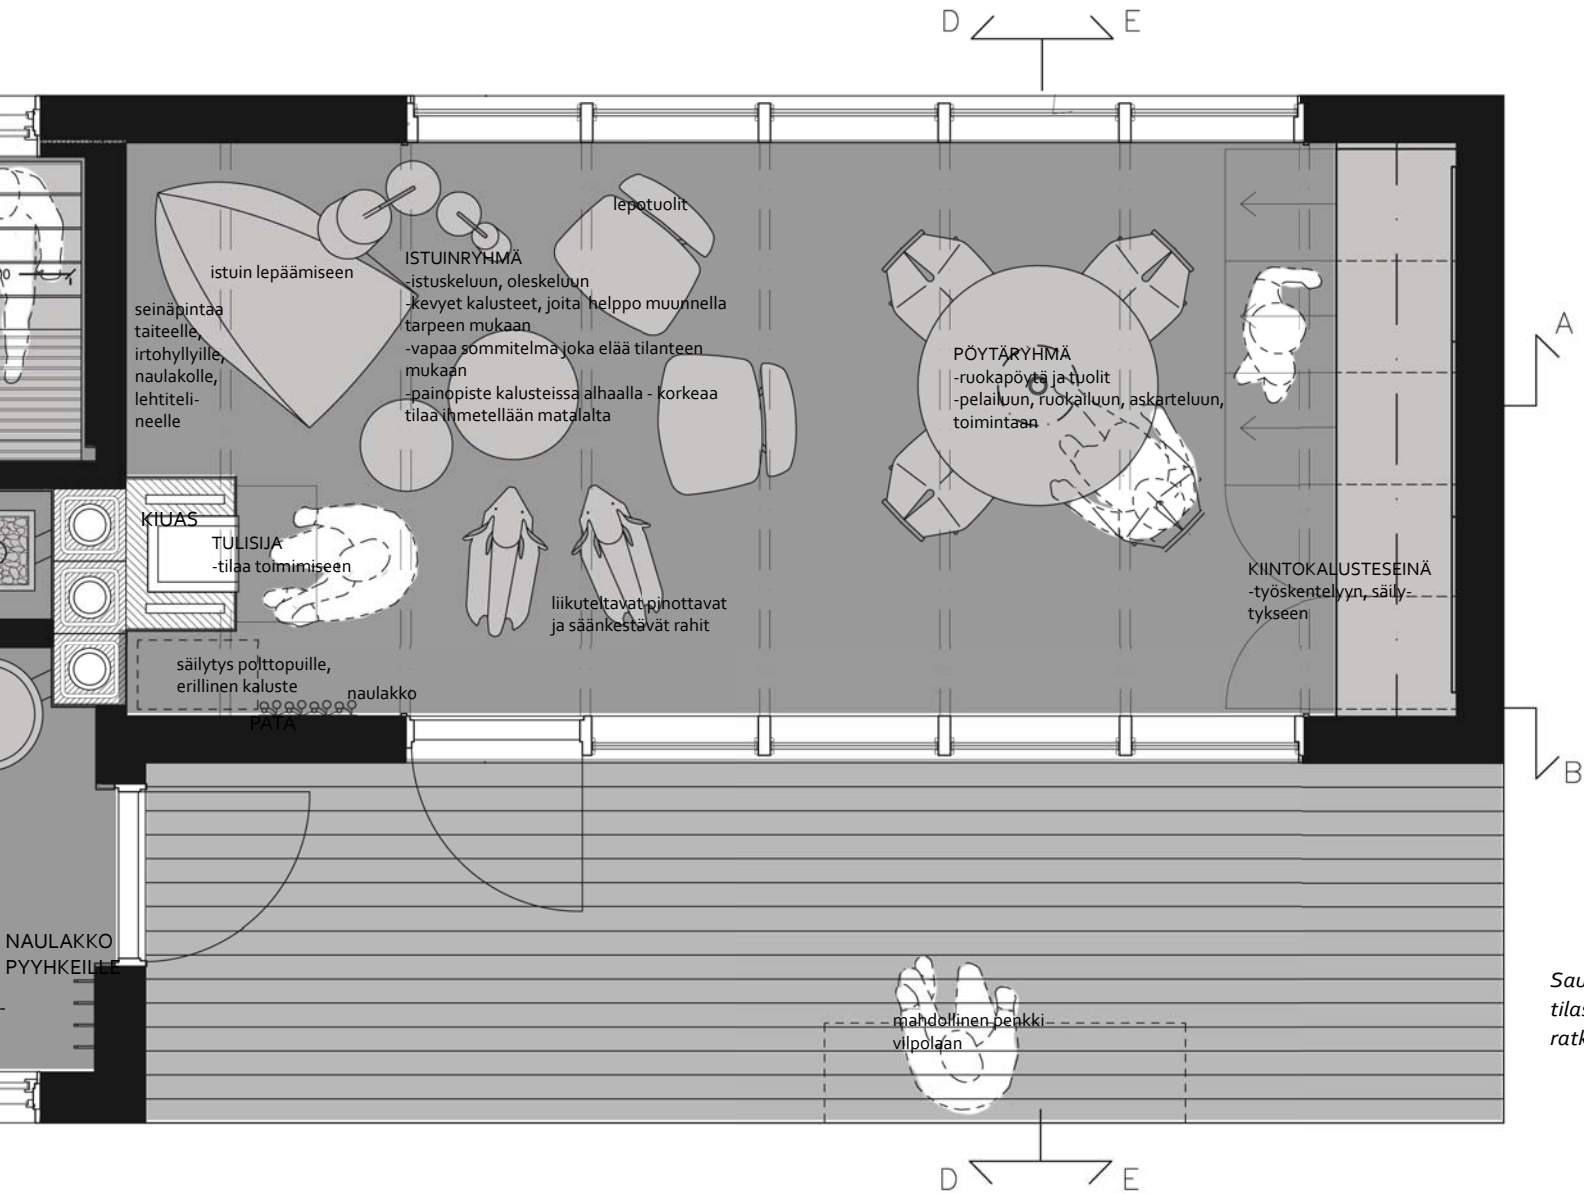 D E
lepotuolit
ISTUINRYHMÄ
-istuskeluun, oleskeluun
-kevyet kalusteet, joita helppo muunnella
tarpeen mukaan
-vapaa sommitelma joka elää tilanteen
mukaan
-painopiste kalusteissa alhaalla - korkeaa
tilaa ihmetellään matalalta
istuin lepäämiseen
seinäpintaa
taiteelle,
irtohyllyille,
naulakolle,
lehtiteli-
neelle
PÖYTÄRYHMÄ
-ruokapöytä ja tuolit
-pelailuun, ruokailuun, askarteluun,
toimintaan
A
KIUAS
TULISIJA
-tilaa toimimiseen
liikuteltavat pinottavat
ja säänkestävät rahit
KIINTOKALUSTESEINÄ
-työskentelyyn, säily-
tykseen
säilytys polttopuille,
erillinen kaluste
naulakko
PATA
B
NAULAKKO
PYYHKEILLE
-
mahdollinen penkki
vilpolaan
D E